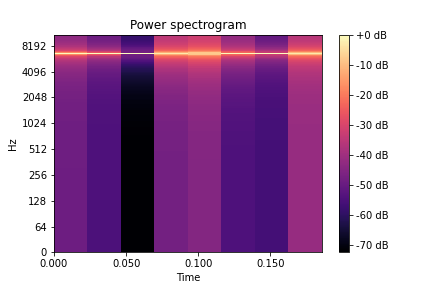 Power spectrogram
Hz
8192
4096
2048
1024
512
256
128
64
0
0.000 0.050 0.100 0.150
Time
+0 dB
-10 dB
-20 dB
-30 dB
-40 dB
-50 dB
-60 dB
-70 dB